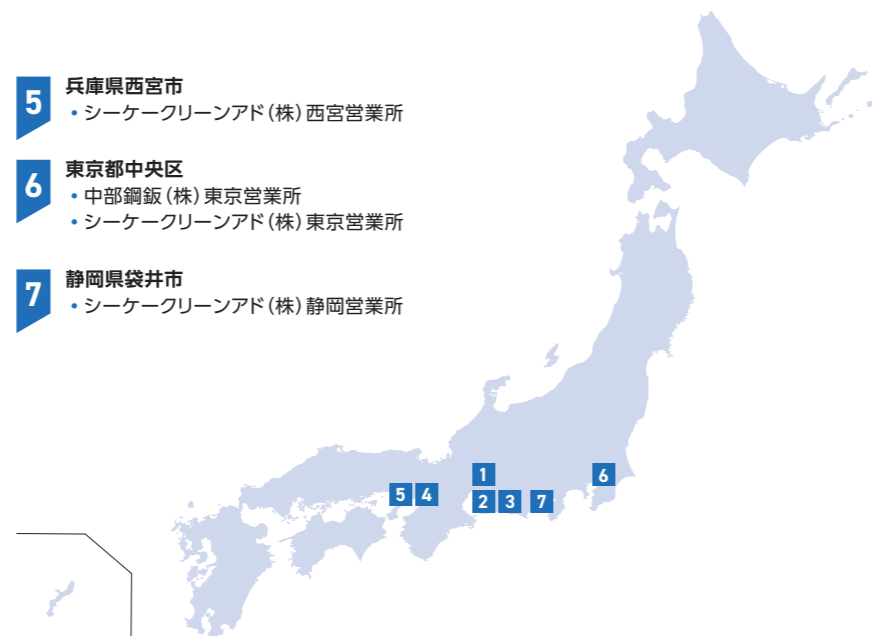 5
兵庫県西宮市
• シーケークリーンアド(株)西宮営業所
6
東京都中央区
• 中部鋼鈑(株)東京営業所
• シーケークリーンアド(株)東京営業所
7
静岡県袋井市
• シーケークリーンアド(株)静岡営業所
1
6
5 4
2 3 7